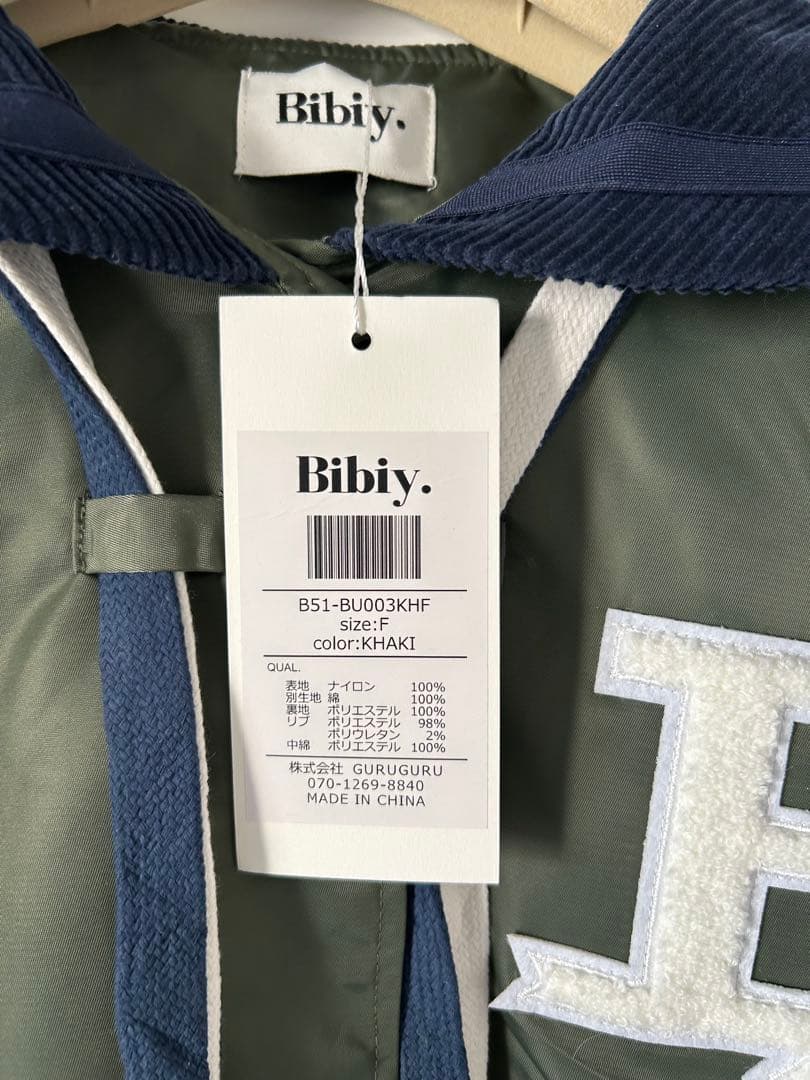 Bibiy.
Bibiy.
B51-BU003KHF
size:F
color:KHAKI
QUAL.
表地 ナイロン 100%
別生地 綿 100%
裏地 ポリエステル 100%
リブ ポリエステル 98%
ポリウレタン 2%
中綿 ポリエステル 100%
株式会社 GURUGURU
070-1269-8840
MADE IN CHINA